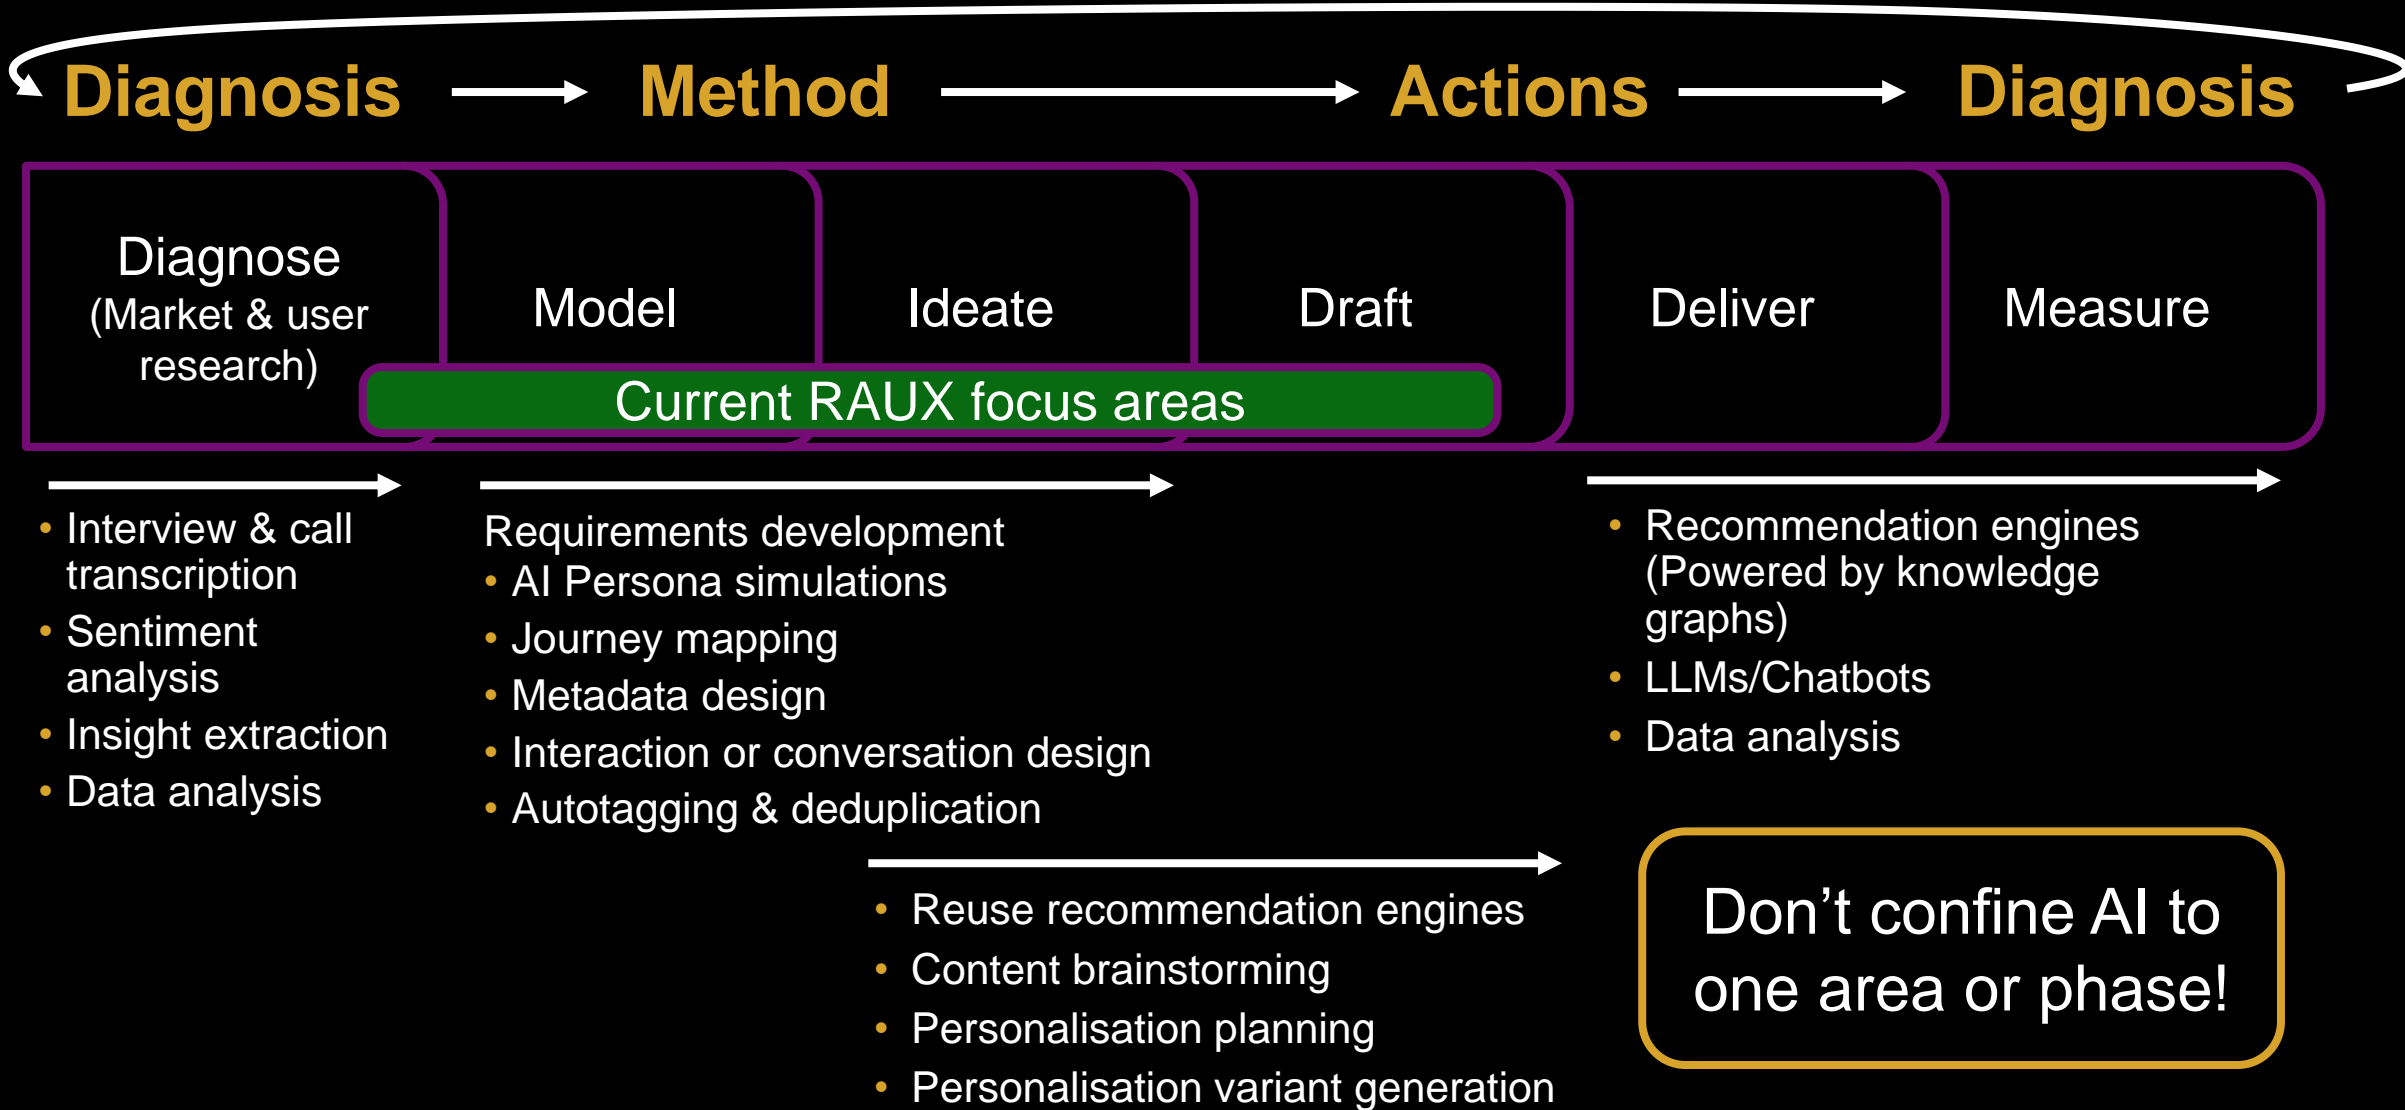 Diagnosis
Method
Actions
Diagnosis
Diagnose
(Market & user
research)
Model
Ideate
Draft
Deliver
Measure
Current RAUX focus areas
• Interview & call
transcription
• Sentiment
analysis
• Insight extraction
• Data analysis
Requirements development
• AI Persona simulations
• Journey mapping
• Metadata design
• Interaction or conversation design
• Autotagging & deduplication
• Reuse recommendation engines
• Content brainstorming
• Personalisation planning
• Personalisation variant generation
• Recommendation engines
(Powered by knowledge
graphs)
• LLMs/Chatbots
• Data analysis
Don’t confine AI to
one area or phase!